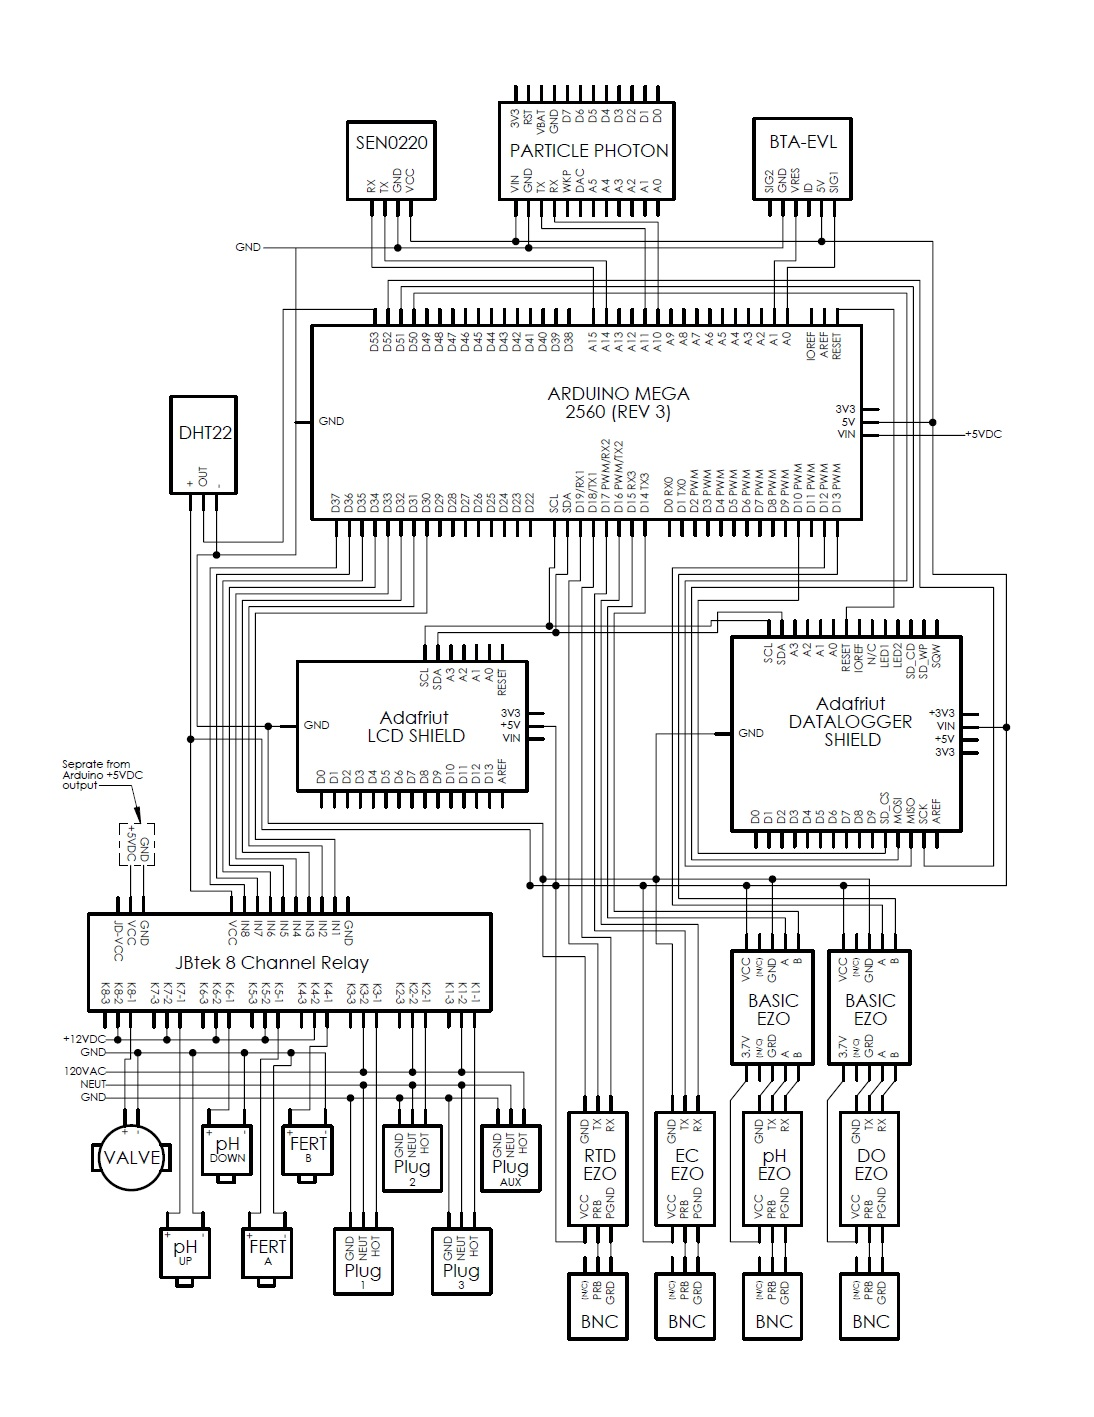 3V3
RST
VBAT
GND
D7
D6
D5
D4
D3
D2
D1
D0
PARTICLE PHOTON
VIN
GND
TX
RX
WKP
DAC
A5
A4
A3
A2
A1
A0
SEN0220
RX
TX
GND
VCC
BTA-EVL
SIG2
GND
VRES
ID
5V
SIG1
GND
D53
D52
D51
D50
D49
D48
D47
D46
D45
D44
D43
D42
D41
D40
D39
D38
A15
A14
A13
A12
A11
A10
A9
A8
A7
A6
A5
A4
A3
A2
A1
A0
IOREF
AREF
RESET
ARDUINO MEGA
2560 (REV 3)
GND
3V3
5V
VIN
+5VDC
D37
D36
D35
D34
D33
D32
D31
D30
D29
D28
D27
D26
D25
D24
D23
D22
SCL
SDA
D19/RX1
D18/TX1
D17 PWM/RX2
D16 PWM/TX2
D15 RX3
D14 TX3
D0 RX0
D1 TX0
D2 PWM
D3 PWM
D4 PWM
D5 PWM
D6 PWM
D7 PWM
D8 PWM
D9 PWM
D10 PWM
D11 PWM
D12 PWM
D13 PWM
DHT22
+
OUT
-
SCL
SDA
A3
A2
A1
A0
RESET
Adafriut
LCD SHIELD
GND
3V3
+5V
VIN
D0
D1
D2
D3
D4
D5
D6
D7
D8
D9
D10
D11
D12
D13
AREF
SCL
SDA
A3
A2
A1
A0
RESET
IOREF
N/C
LED1
LED2
SD_CD
SD_WP
SQW
Adafriut
DATALOGGER
SHIELD
GND
+3V3
VIN
+5V
3V3
D0
D1
D2
D3
D4
D5
D6
D7
D8
D9
SD_CS
MOSI
MISO
SCK
AREF
Seprate from
Arduino +5VDC
output
+5VDC
GND
JD-VCC
VCC
GND
VCC
IN8
IN7
IN6
IN5
IN4
IN3
IN2
IN1
GND
JBtek 8 Channel Relay
K8-3
K8-2
K8-1
K7-3
K7-2
K7-1
K6-3
K6-2
K6-1
K5-3
K5-2
K5-1
K4-3
K4-2
K4-1
K3-3
K3-2
K3-1
K2-3
K2-2
K2-1
K1-3
K1-2
K1-1
+12VDC
GND
120VAC
NEUT
GND
+ -
VALVE
+ -
pH
DOWN
+ -
FERT
B
GND
NEUT
HOT
Plug
2
GND
NEUT
HOT
Plug
AUX
+ -
pH
UP
+ -
FERT
A
GND
NEUT
HOT
Plug
1
GND
NEUT
HOT
Plug
3
VCC
(N/C)
GND
A
B
BASIC
EZO
3.7V
(N/C)
GRD
A
B
VCC
(N/C)
GND
A
B
BASIC
EZO
3.7V
(N/C)
GRD
A
B
GND
TX
RX
RTD
EZO
VCC
PRB
PGND
GND
TX
RX
EC
EZO
VCC
PRB
PGND
GND
TX
RX
pH
EZO
VCC
PRB
PGND
GND
TX
RX
DO
EZO
VCC
PRB
PGND
(N/C)
PRB
GRD
BNC
(N/C)
PRB
GRD
BNC
(N/C)
PRB
GRD
BNC
(N/C)
PRB
GRD
BNC